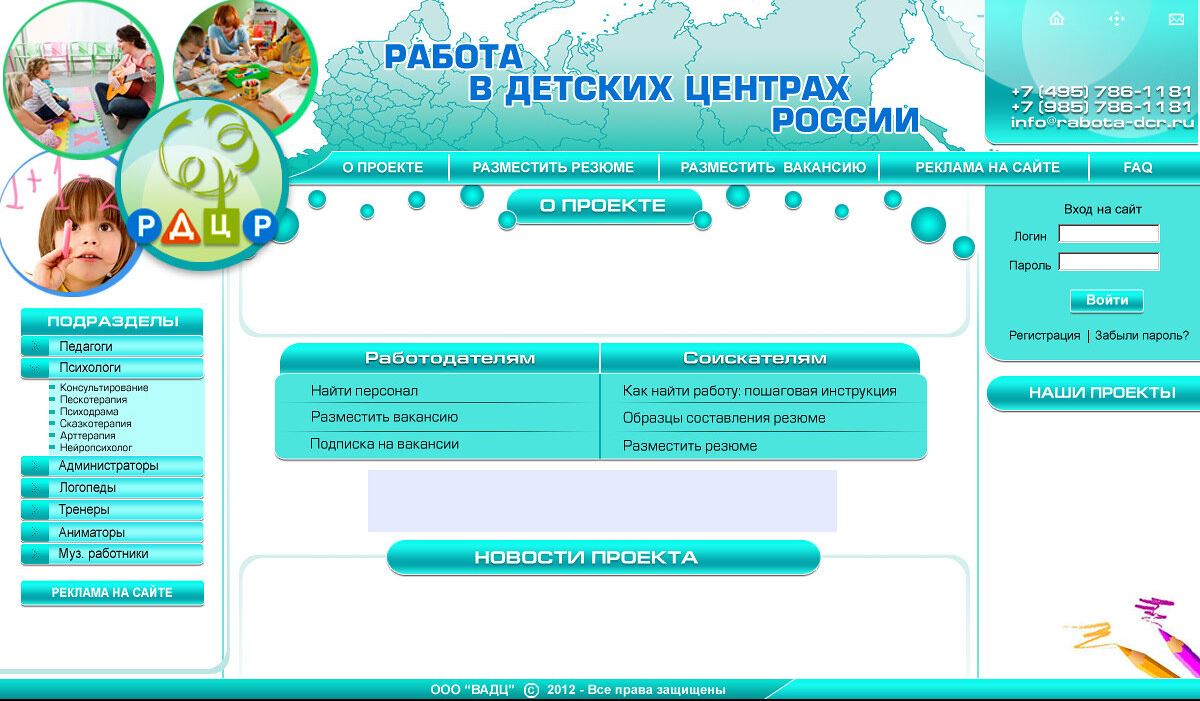 РАБОТА
В ДЕТСКИХ ЦЕНТРАХ
РОССИИ
+7 (495) 786-1181
+7 (985) 786-1181
info@rabota-dcr.ru
О ПРОЕКТЕ
РАЗМЕСТИТЬ РЕЗЮМЕ
РАЗМЕСТИТЬ ВАКАНСИЮ
РЕКЛАМА НА САЙТЕ
FAQ
1+1=2
РДЦР
О ПРОЕКТЕ
Вход на сайт
Логин
Пароль
Войти
Регистрация | Забыли пароль?
НАШИ ПРОЕКТЫ
ПОДРАЗДЕЛЫ
Педагоги
Психологи
Консультирование
Пескотерапия
Психодрама
Сказкотерапия
Арттерапия
Нейропсихолог
Администраторы
Логопеды
Тренеры
Аниматоры
Муз. работники
РЕКЛАМА НА САЙТЕ
Работодателям
Найти персонал
Разместить вакансию
Подписка на вакансии
Соискателям
Как найти работу: пошаговая инструкция
Образцы составления резюме
Разместить резюме
НОВОСТИ ПРОЕКТА
ООО "ВАДЦ" © 2012 - Все права защищены